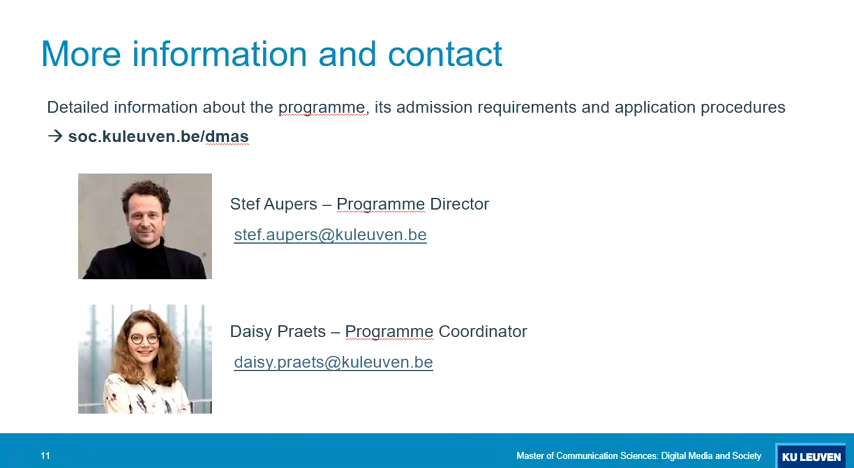 More information and contact
Detailed information about the programme, its admission requirements and application procedures
→ soc.kuleuven.be/dmas
Stef Aupers – Programme Director
stef.aupers@kuleuven.be
Daisy Praets – Programme Coordinator
daisy.praets@kuleuven.be
11
Master of Communication Sciences: Digital Media and Society
KU LEUVEN